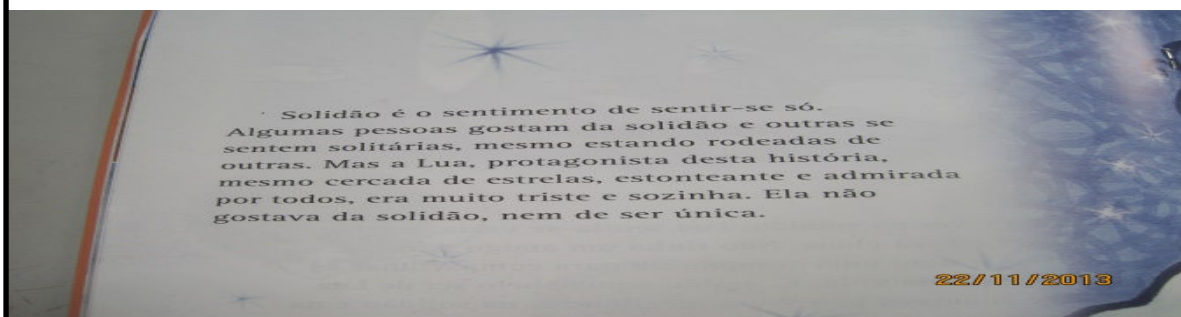 Solidão é o sentimento de sentir-se só.
Algumas pessoas gostam da solidão e outras se
sentem solitárias, mesmo estando rodeadas de
outras. Mas a Lua, protagonista desta história,
mesmo cercada de estrelas, estonteante e admirada
por todos, era muito triste e sozinha. Ela não
gostava da solidão, nem de ser única.
22/11/2013